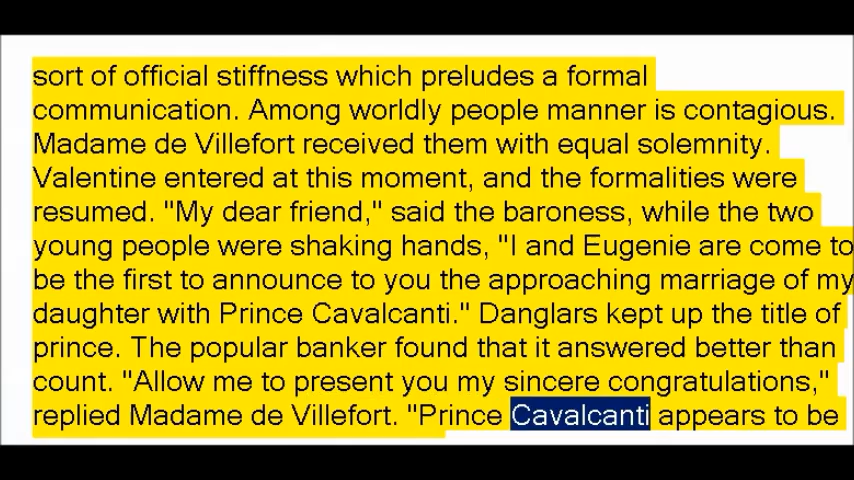 sort of official stiffness which preludes a formal
communication. Among worldly people manner is contagious.
Madame de Villefort received them with equal solemnity.
Valentine entered at this moment, and the formalities were
resumed. "My dear friend," said the baroness, while the two
young people were shaking hands, "I and Eugenie are come to
be the first to announce to you the approaching marriage of my
daughter with Prince Cavalcanti." Danglars kept up the title of
prince. The popular banker found that it answered better than
count. "Allow me to present you my sincere congratulations,"
replied Madame de Villefort. "Prince Cavalcanti appears to be